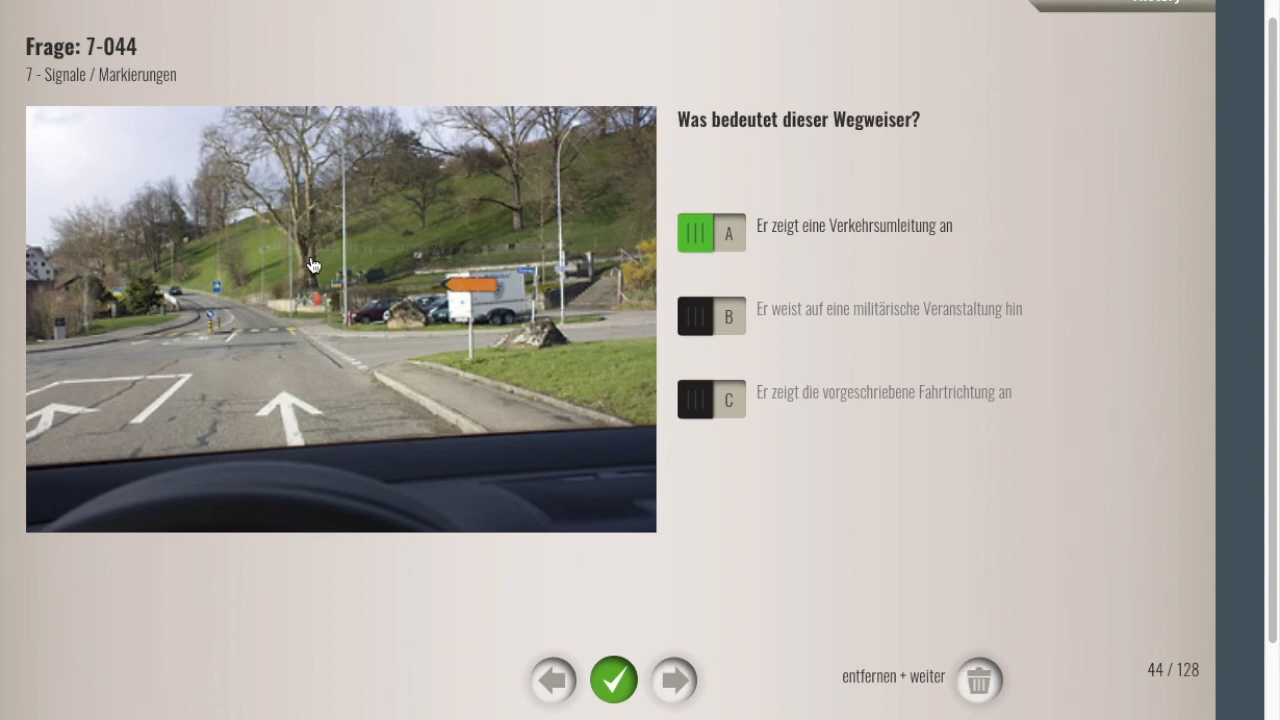 Frage: 7-044
7 - Signale / Markierungen
Was bedeutet dieser Wegweiser?
A Er zeigt eine Verkehrsumleitung an
B Er weist auf eine militärische Veranstaltung hin
C Er zeigt die vorgeschriebene Fahrtrichtung an
entfernen + weiter
44 / 128